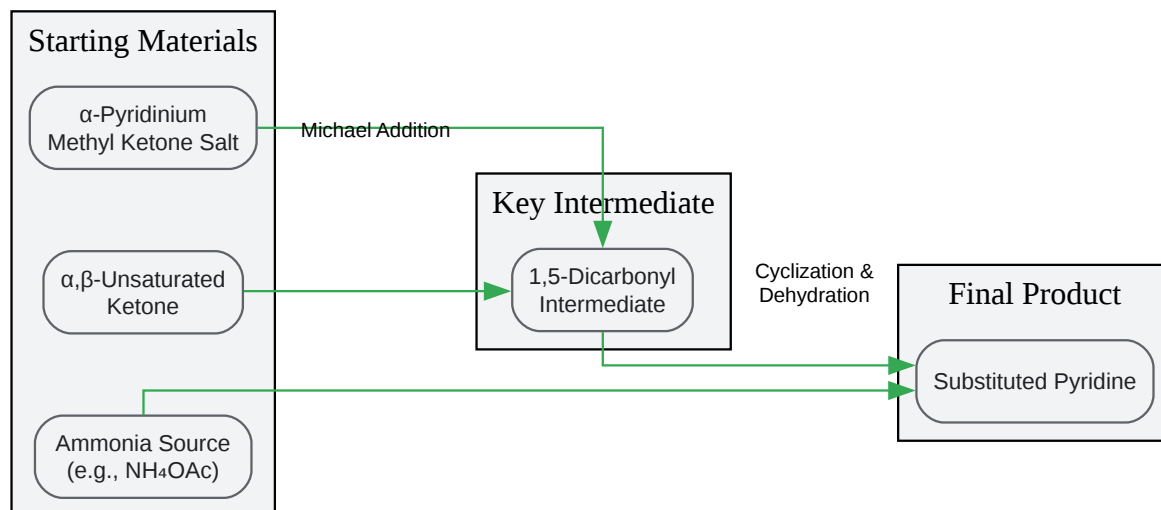 Starting Materials
α-Pyridinium
Methyl Ketone Salt
Michael Addition
α,β-Unsaturated
Ketone
Ammonia Source
(e.g., NH₄OAc)
Key Intermediate
1,5-Dicarbonyl
Intermediate
Cyclization &
Dehydration
Final Product
Substituted Pyridine